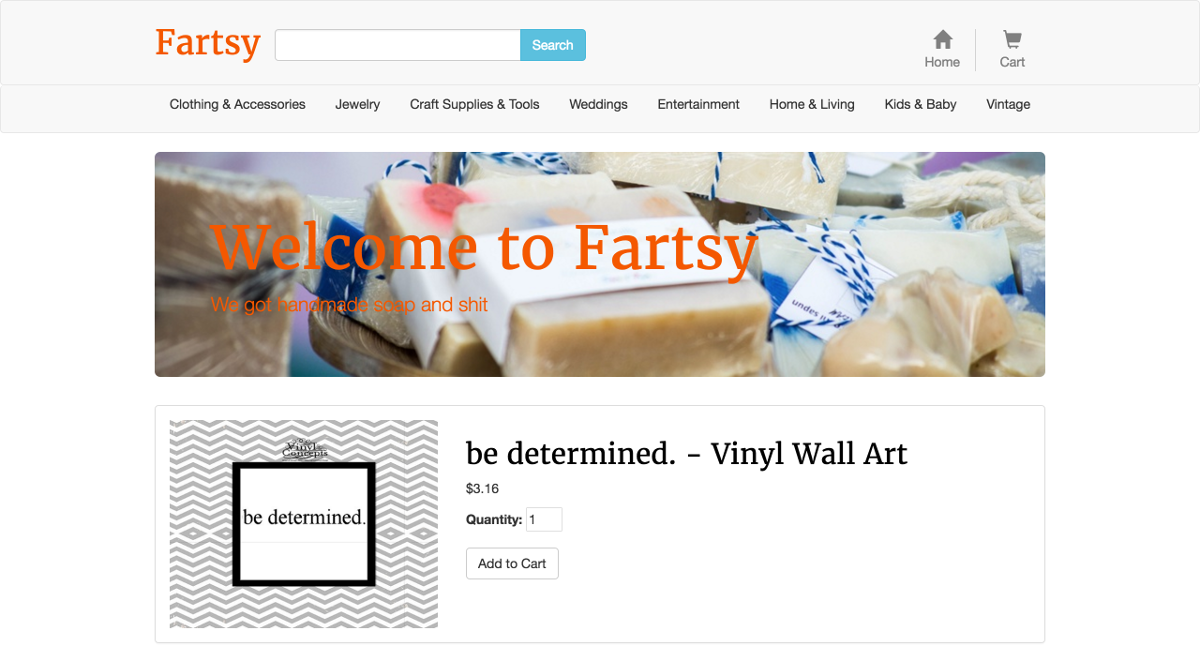 Fartsy
Search
Home
Cart
Clothing & Accessories
Jewelry
Craft Supplies & Tools
Weddings
Entertainment
Home & Living
Kids & Baby
Vintage
Welcome to Fartsy
We got handmade soap and shit
Vinyl
Concepts
be determined.
be determined. - Vinyl Wall Art
$3.16
Quantity: 1
Add to Cart